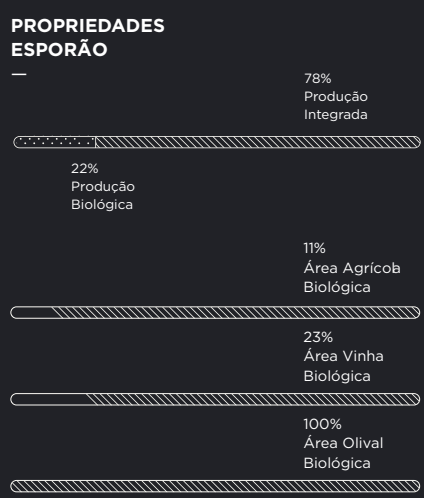 PROPRIEDADES
ESPORÃO
—
78%
Produção
Integrada
22%
Produção
Biológica
11%
Área Agrícola
Biológica
23%
Área Vinha
Biológica
100%
Área Olival
Biológica